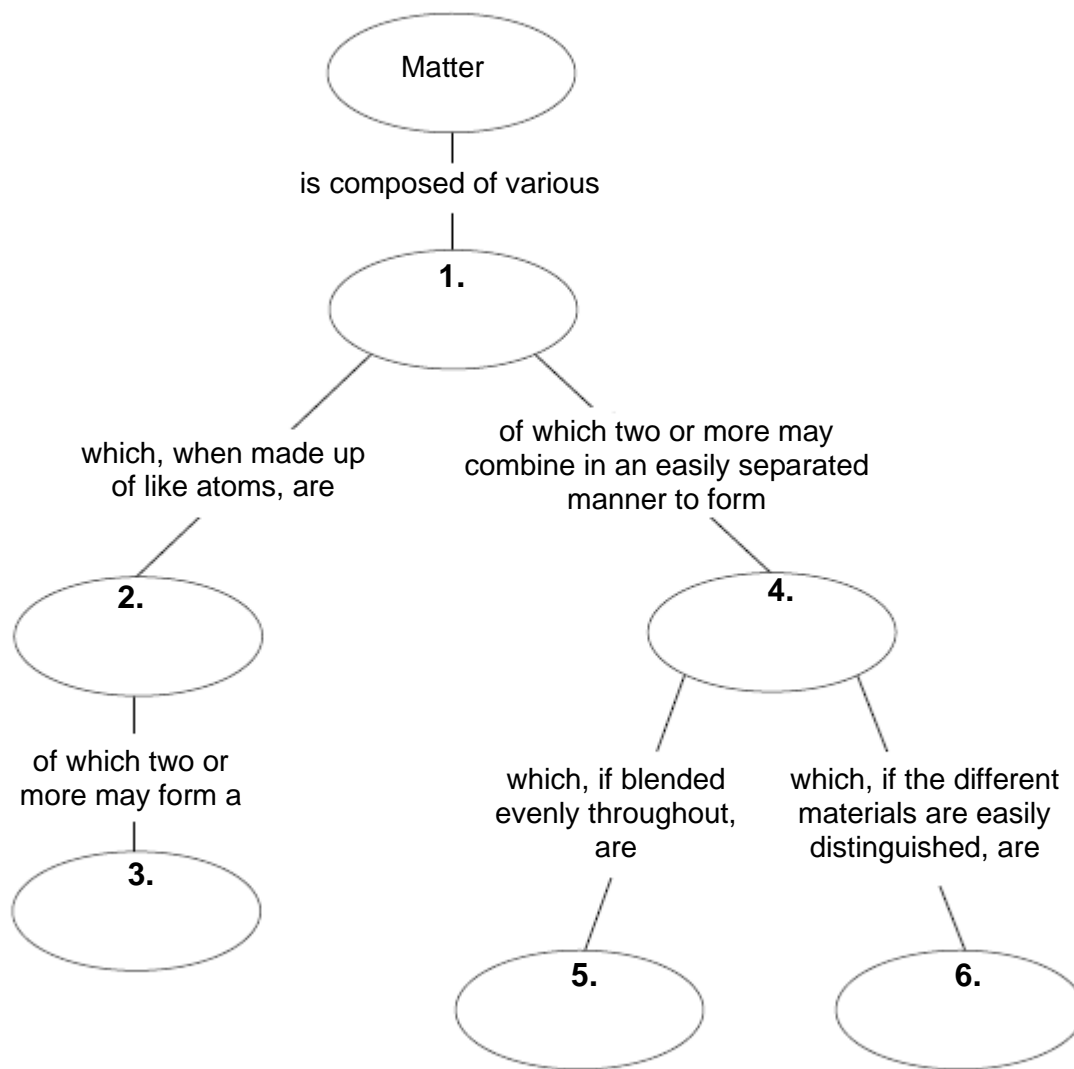 Matter
is composed of various
1.
which, when made up
of like atoms, are
of which two or more may
combine in an easily separated
manner to form
2.
4.
of which two or
more may form a
which, if blended
evenly throughout,
are
which, if the different
materials are easily
distinguished, are
3.
5.
6.